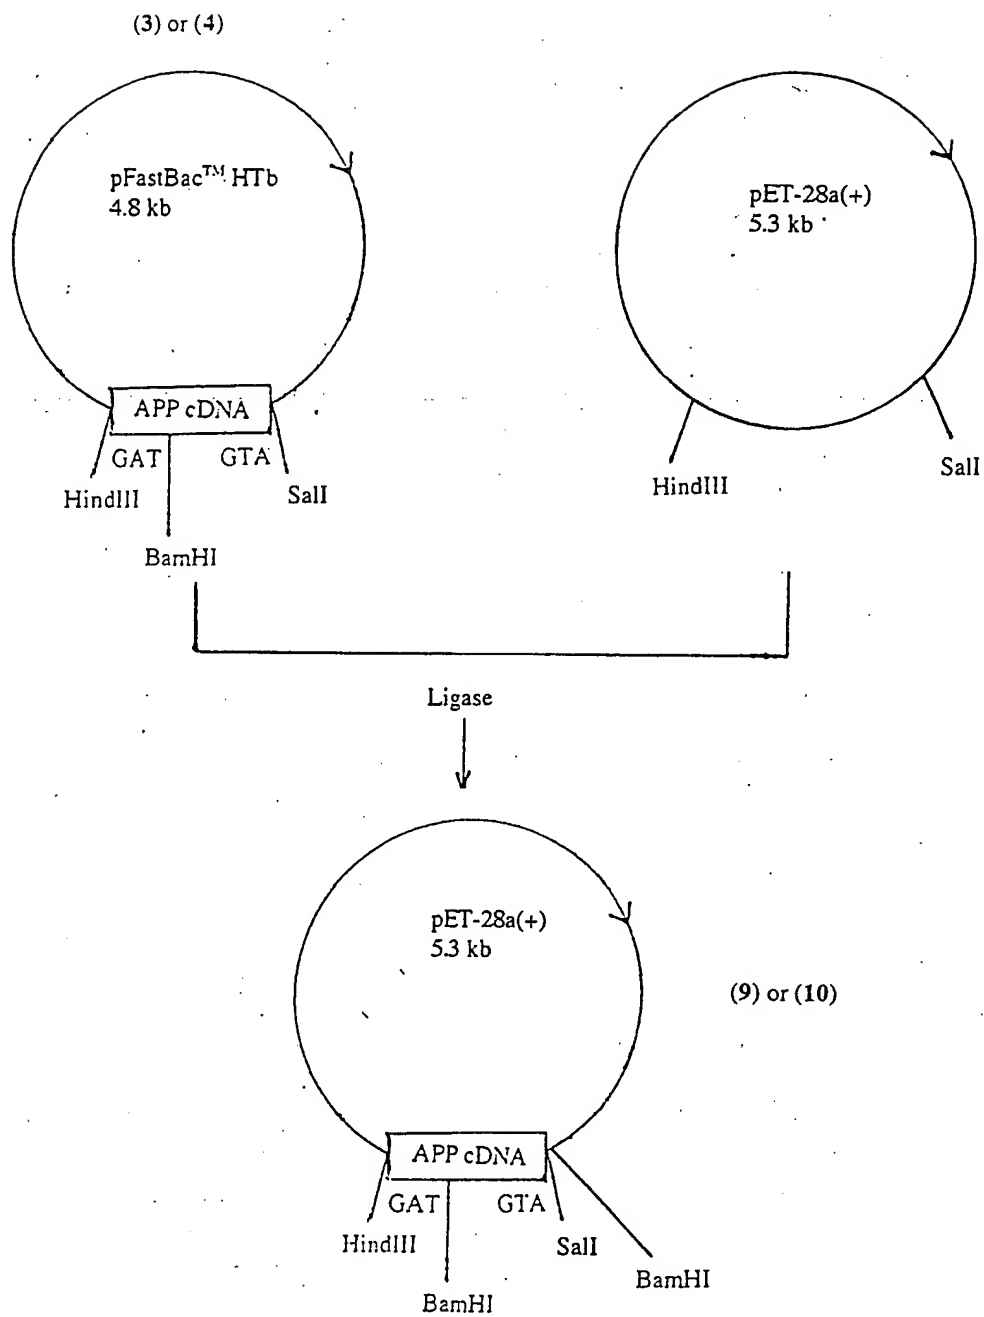 (3) or (4)
pFastBac™ HTb
4.8 kb
pET-28a(+)
5.3 kb
APP cDNA
GAT
GTA
HindIII
SalI
BamHI
HindIII
SalI
Ligase
pET-28a(+)
5.3 kb
(9) or (10)
APP cDNA
GAT
GTA
HindIII
SalI
BamHI
BamHI